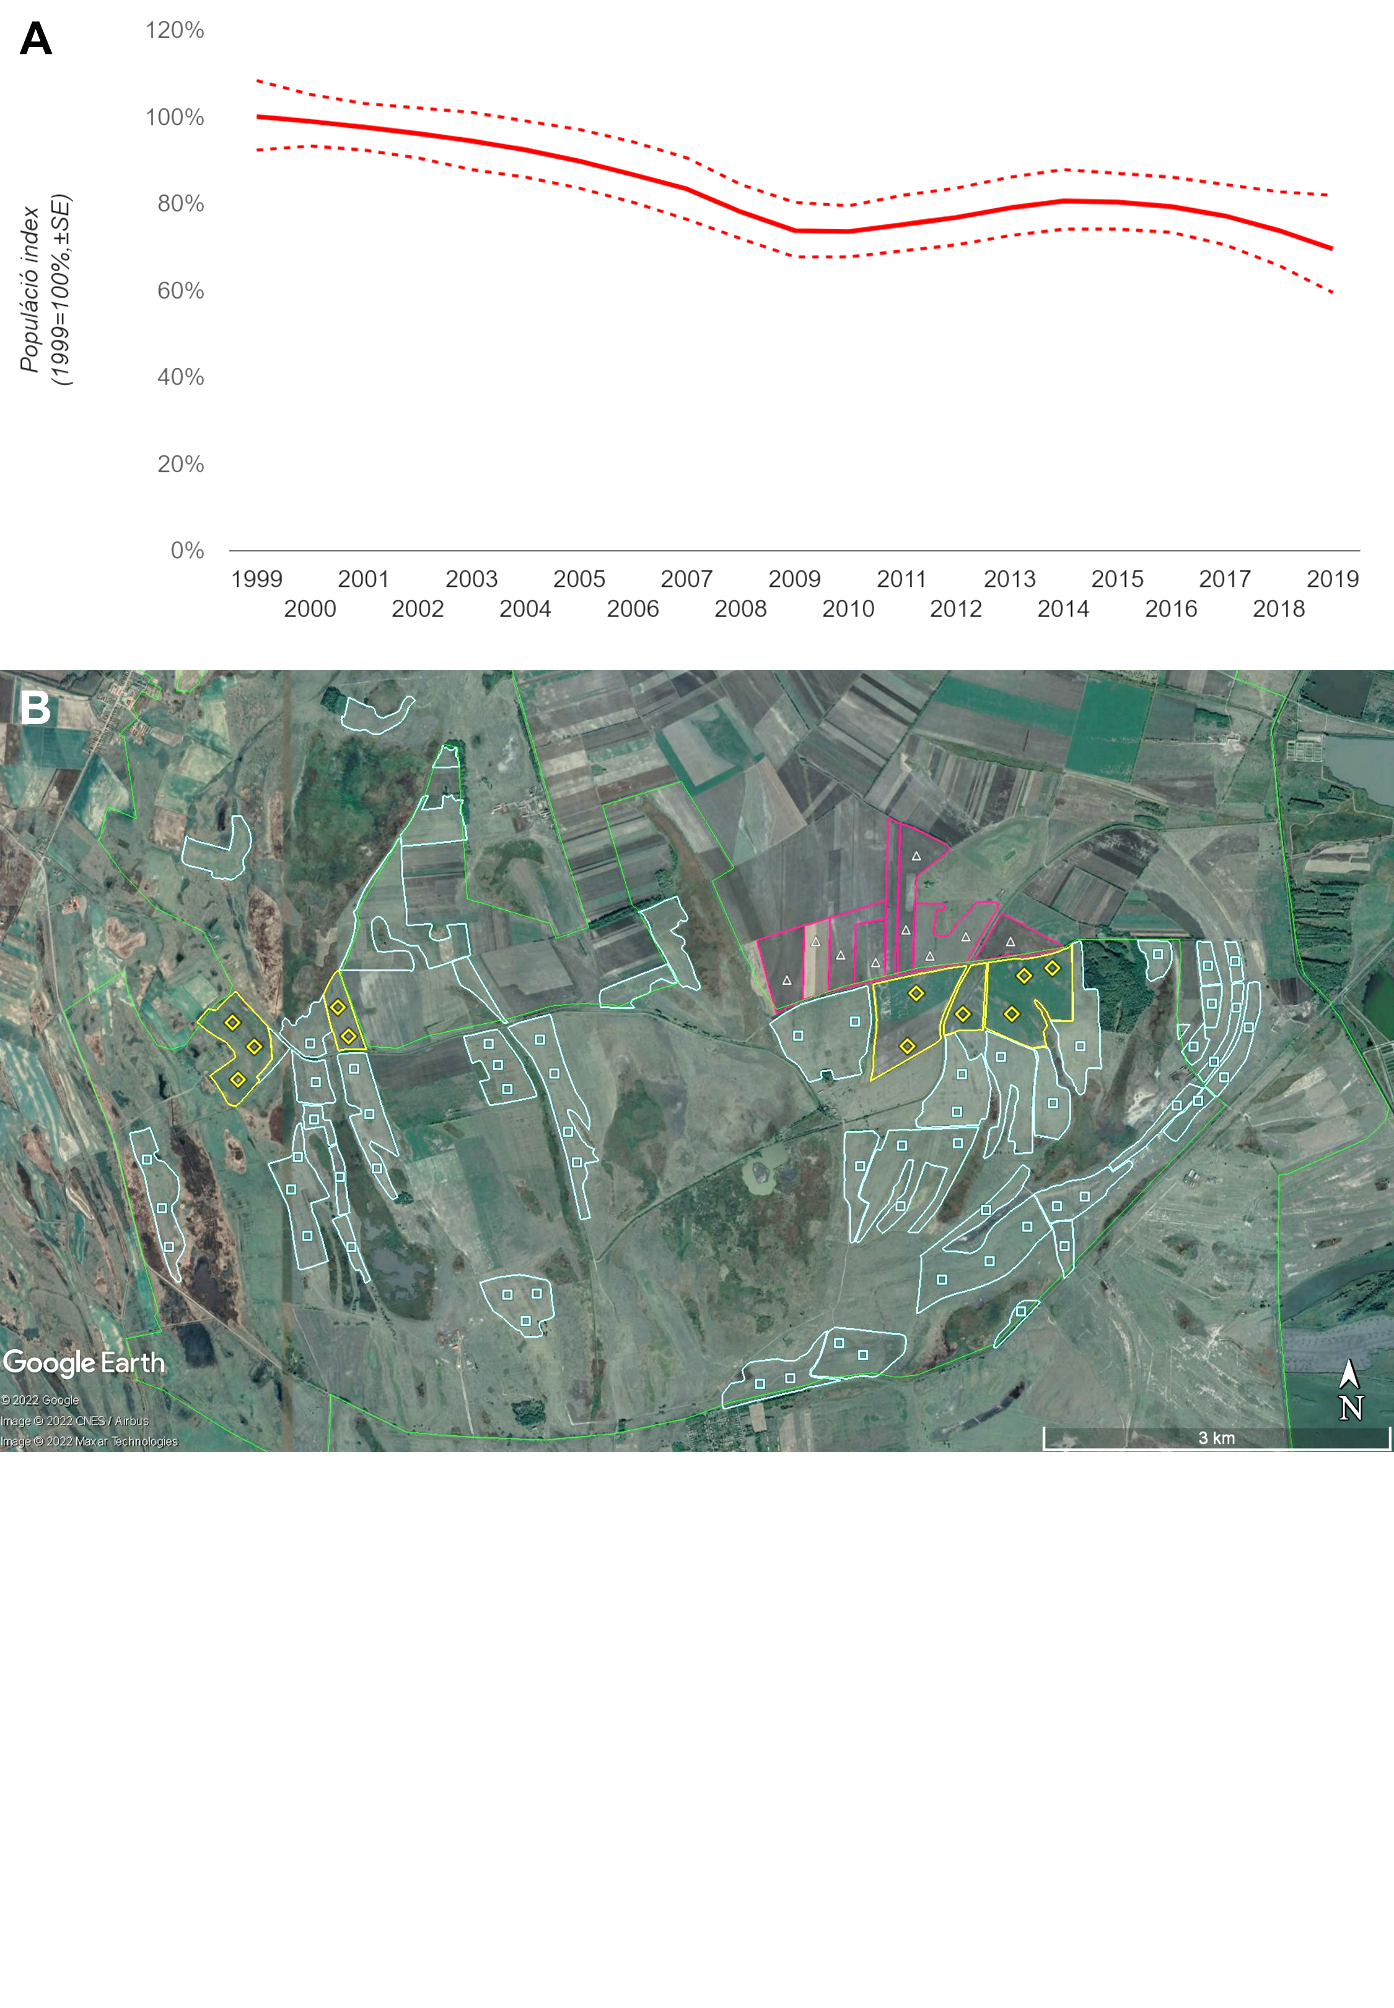 A
120%
100%
80%
60%
40%
20%
0%
Populáció index
(1999=100%,±SE)
1999 2001 2003 2005 2007 2009 2011 2013 2015 2017 2019
2000 2002 2004 2006 2008 2010 2012 2014 2016 2018
B
Google Earth
© 2022 Google
Image © 2022 CNES / Airbus
Image © 2022 Maxar Technologies
N
3 km